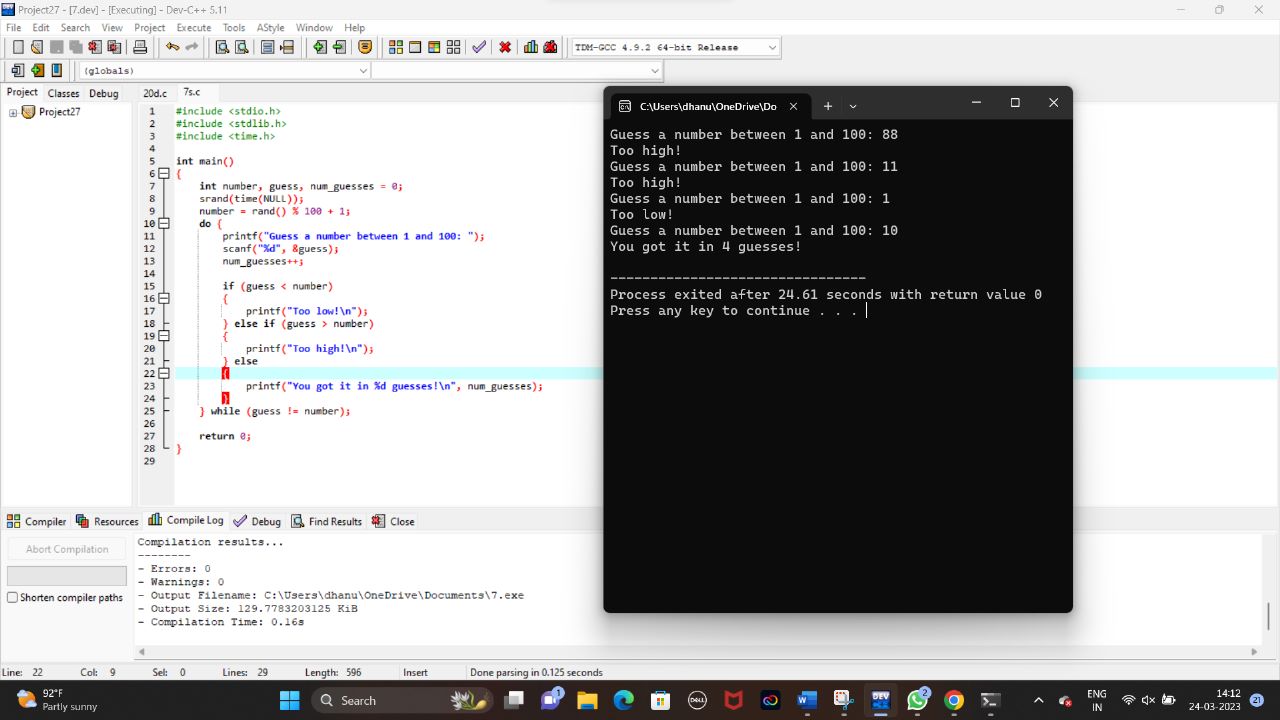 Project27 - [7.dev] - [Executing] - Dev-C++ 5.11
File Edit Search View Project Execute Tools AStyle Window Help
TDM-GCC 4.9.2 64-bit Release
(globals)
Project Classes Debug
Project27
20d.c 7s.c
1 #include <stdio.h>
2 #include <stdlib.h>
3 #include <time.h>
4
5 int main()
6 {
7 int number, guess, num_guesses = 0;
8 srand(time(NULL));
9 number = rand() % 100 + 1;
10 do {
11 printf("Guess a number between 1 and 100: ");
12 scanf("%d", &guess);
13 num_guesses++;
14
15 if (guess < number)
16 {
17 printf("Too low!\n");
18 } else if (guess > number)
19 {
20 printf("Too high!\n");
21 } else
22 {
23 printf("You got it in %d guesses!\n", num_guesses);
24 }
25 } while (guess != number);
26
27 return 0;
28 }
29
C:\Users\dhanu\OneDrive\Do
Guess a number between 1 and 100: 88
Too high!
Guess a number between 1 and 100: 11
Too high!
Guess a number between 1 and 100: 1
Too low!
Guess a number between 1 and 100: 10
You got it in 4 guesses!
--------------------------------
Process exited after 24.61 seconds with return value 0
Press any key to continue . . .
Compiler Resources Compile Log Debug Find Results Close
Abort Compilation
Shorten compiler paths
Compilation results...
--------
- Errors: 0
- Warnings: 0
- Output Filename: C:\Users\dhanu\OneDrive\Documents\7.exe
- Output Size: 129.7783203125 KiB
- Compilation Time: 0.16s
Line: 22 Col: 9 Sel: 0 Lines: 29 Length: 596 Insert Done parsing in 0.125 seconds
92°F
Partly sunny
Search
1
DELL
2
ENG
IN
14:12
24-03-2023
21